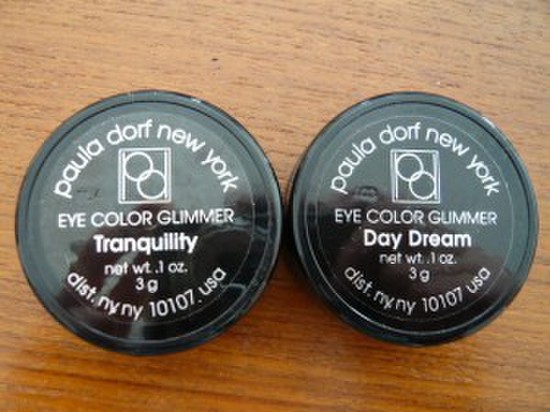 paula dorf new york
EYE COLOR GLIMMER
Tranquility
net wt. .1 oz.
3 g
dist. ny, ny 10107. usa
paula dorf new york
EYE COLOR GLIMMER
Day Dream
net wt. .1 oz.
3 g
dist. ny, ny 10107 usa